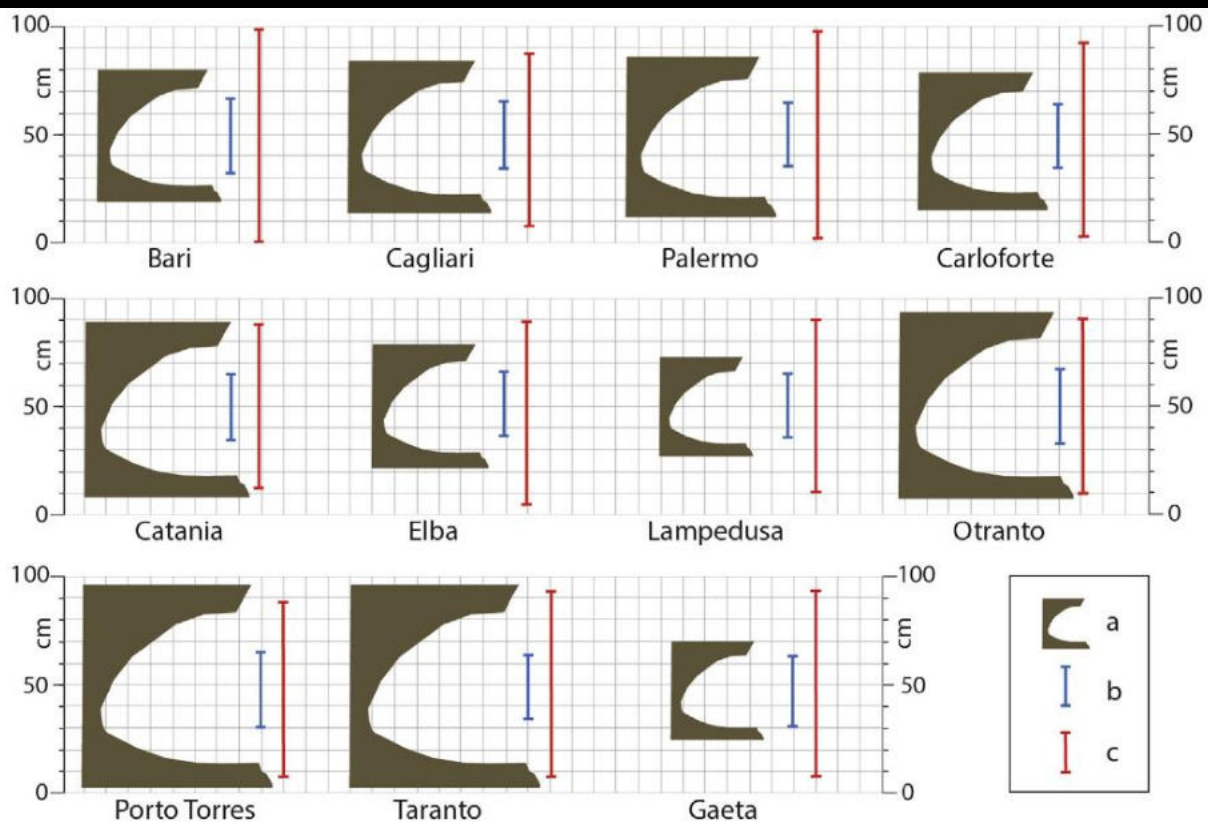 100
cm
50
0
100
cm
50
0
Bari
Cagliari
Palermo
Carloforte
100
cm
50
0
100
cm
50
0
Catania
Elba
Lampedusa
Otranto
100
cm
50
0
100
cm
50
0
Porto Torres
Taranto
Gaeta
a
b
c